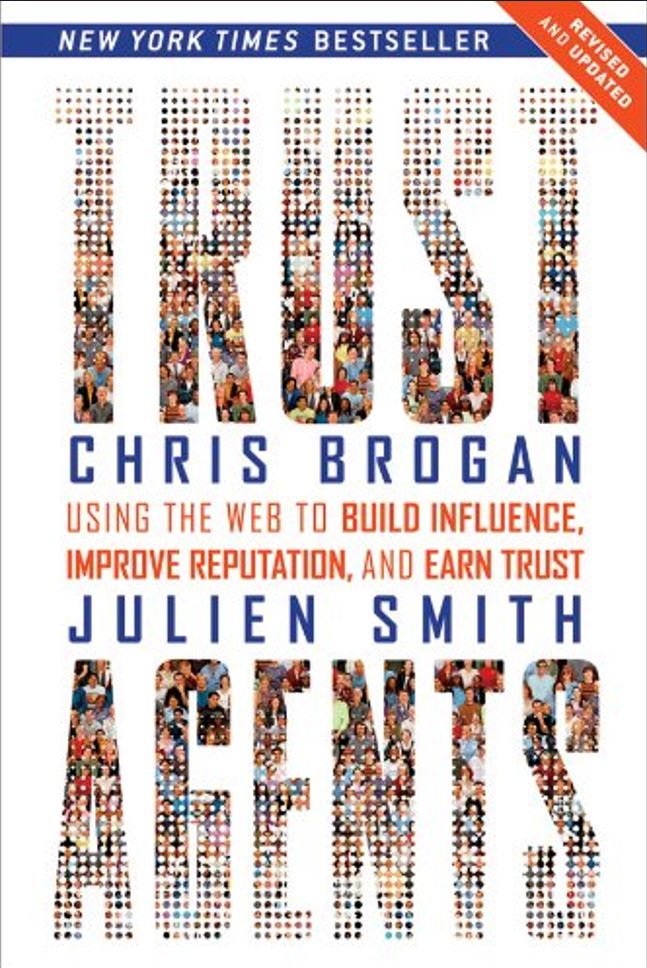 NEW YORK TIMES BESTSELLER
REVISED
AND UPDATED
TRUST
CHRIS BROGAN
USING THE WEB TO BUILD INFLUENCE,
IMPROVE REPUTATION, AND EARN TRUST
JULIEN SMITH
AGENTS